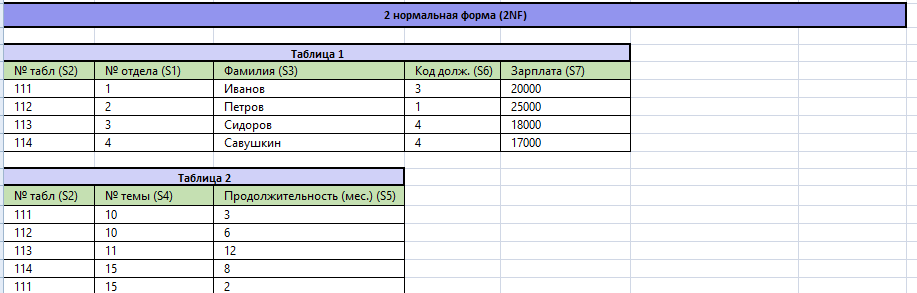 2 нормальная форма (2NF)
Таблица 1
№ табл (S2) № отдела (S1) Фамилия (S3) Код долж. (S6) Зарплата (S7)
111 1 Иванов 3 20000
112 2 Петров 1 25000
113 3 Сидоров 4 18000
114 4 Савушкин 4 17000
Таблица 2
№ табл (S2) № темы (S4) Продолжительность (мес.) (S5)
111 10 3
112 10 6
113 11 12
114 15 8
111 15 2